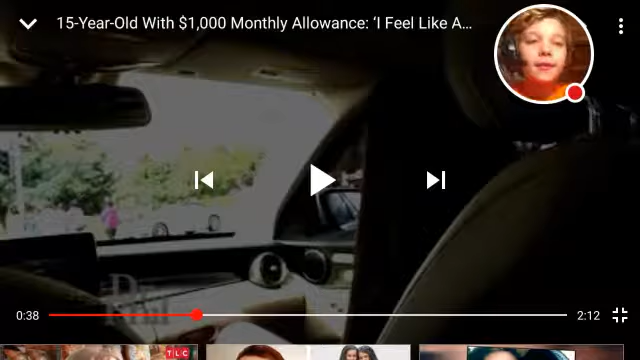 15-Year-Old With $1,000 Monthly Allowance: ‘I Feel Like A...
0:38
2:12
TLC